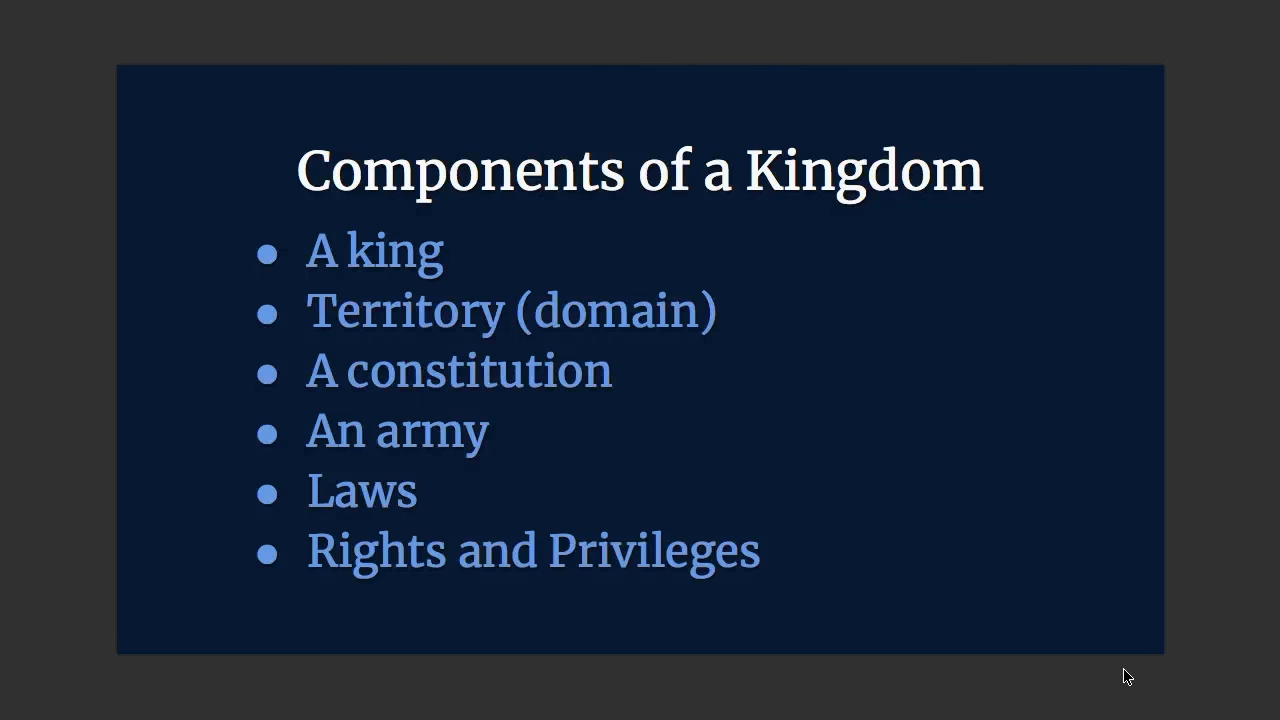 Components of a Kingdom
● A king
● Territory (domain)
● A constitution
● An army
● Laws
● Rights and Privileges